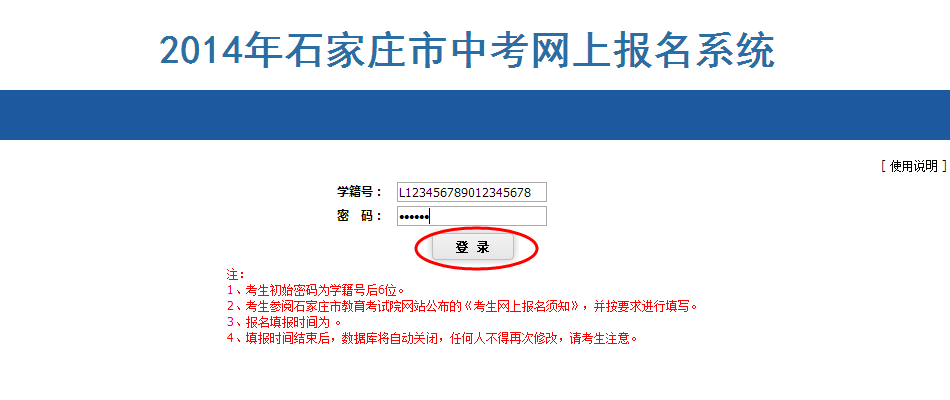 2014年石家庄市中考网上报名系统
[ 使用说明 ]
学籍号： L123456789012345678
密 码： ••••••
登 录
注：
1、考生初始密码为学籍号后6位。
2、考生参阅石家庄市教育考试院网站公布的《考生网上报名须知》，并按要求进行填写。
3、报名填报时间为 。
4、填报时间结束后，数据库将自动关闭，任何人不得再次修改，请考生注意。